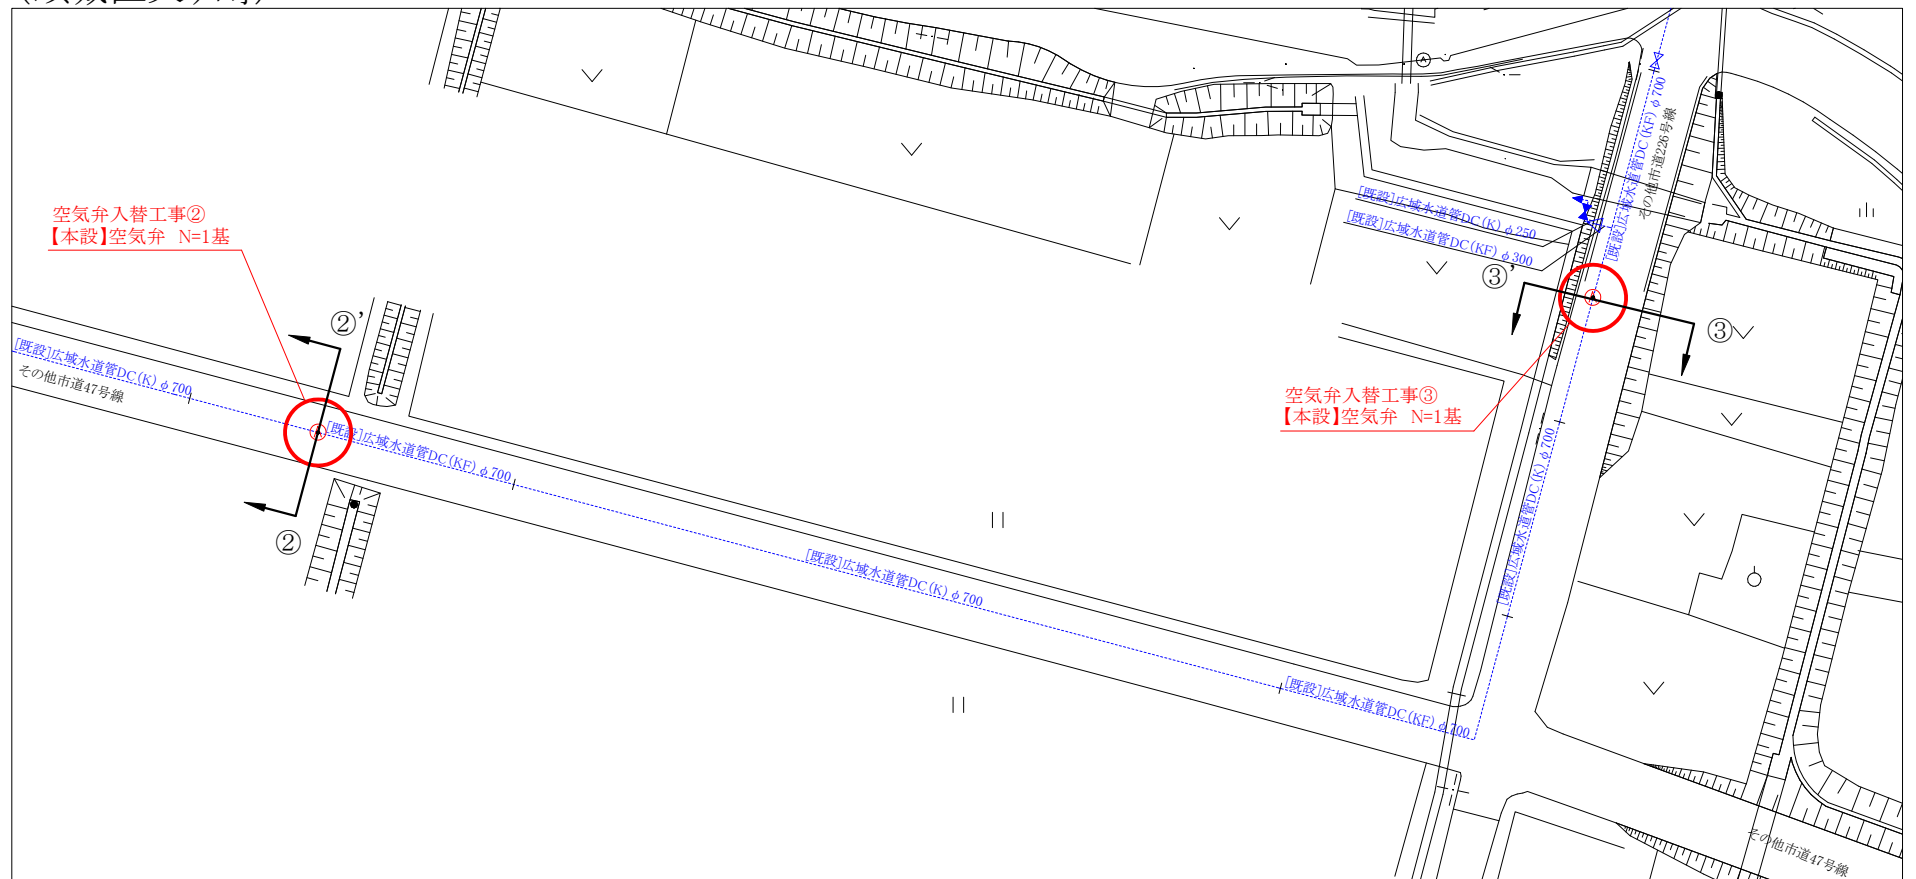 空気弁入替工事②
【本設】空気弁 N=1基
[既設]広域水道管DC(K)φ700
その他市道47号線
②'
②
[既設]広域水道管DC(KF)φ700
[既設]広域水道管DC(K)φ700
[既設]広域水道管DC(KF)φ700
[既設]広域水道管DC(K)φ700
[既設]広域水道管DC(K)φ250
[既設]広域水道管DC(KF)φ300
[既設]広域水道管DC(KF)φ700
その他市道226号線
③'
③
空気弁入替工事③
【本設】空気弁 N=1基
その他市道47号線